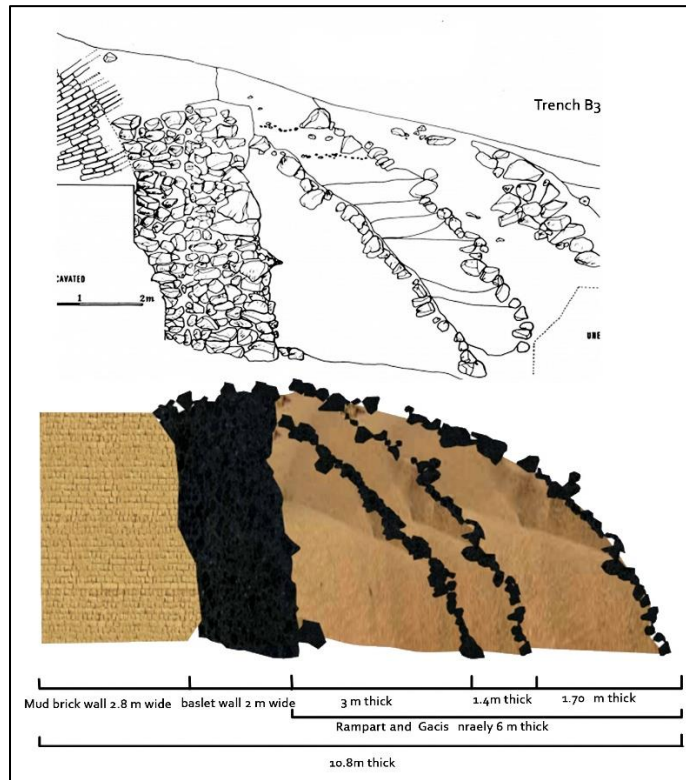 Trench B3
CAVATED
1 2m
UNE
Mud brick wall 2.8 m wide baslet wall 2 m wide 3 m thick 1.4m thick 1.70 m thick
Rampart and Gacis nraely 6 m thick
10.8m thick